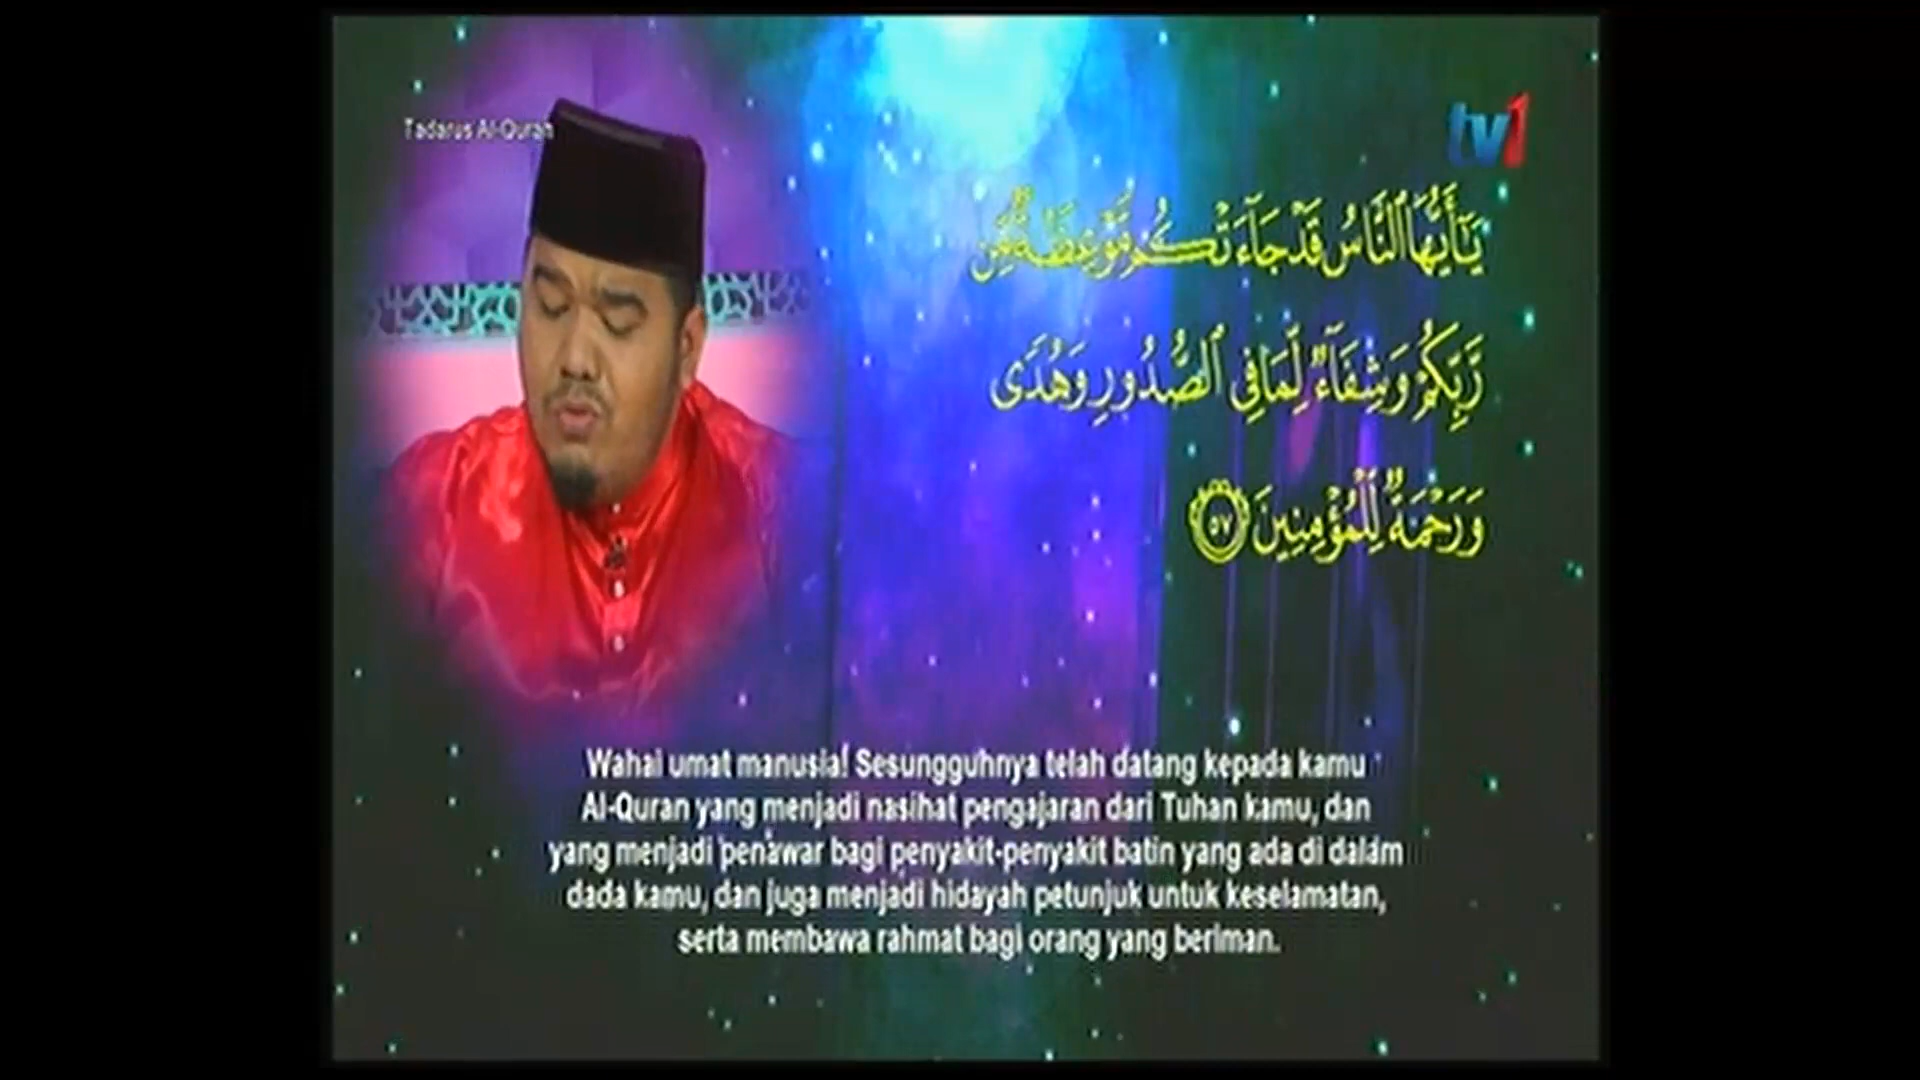 Tadarus Al-Quran
tv1
يَٰٓأَيُّهَا ٱلنَّاسُ قَدْ جَآءَتْكُم مَّوْعِظَةٌ مِّن
رَّبِّكُمْ وَشِفَآءٌ لِّمَا فِى ٱلصُّدُورِ وَهُدًى
وَرَحْمَةٌ لِّلْمُؤْمِنِينَ ٥٧
Wahai umat manusia! Sesungguhnya telah datang kepada kamu
Al-Quran yang menjadi nasihat pengajaran dari Tuhan kamu, dan
yang menjadi penawar bagi penyakit-penyakit batin yang ada di dalam
dada kamu, dan juga menjadi hidayah petunjuk untuk keselamatan,
serta membawa rahmat bagi orang yang beriman.